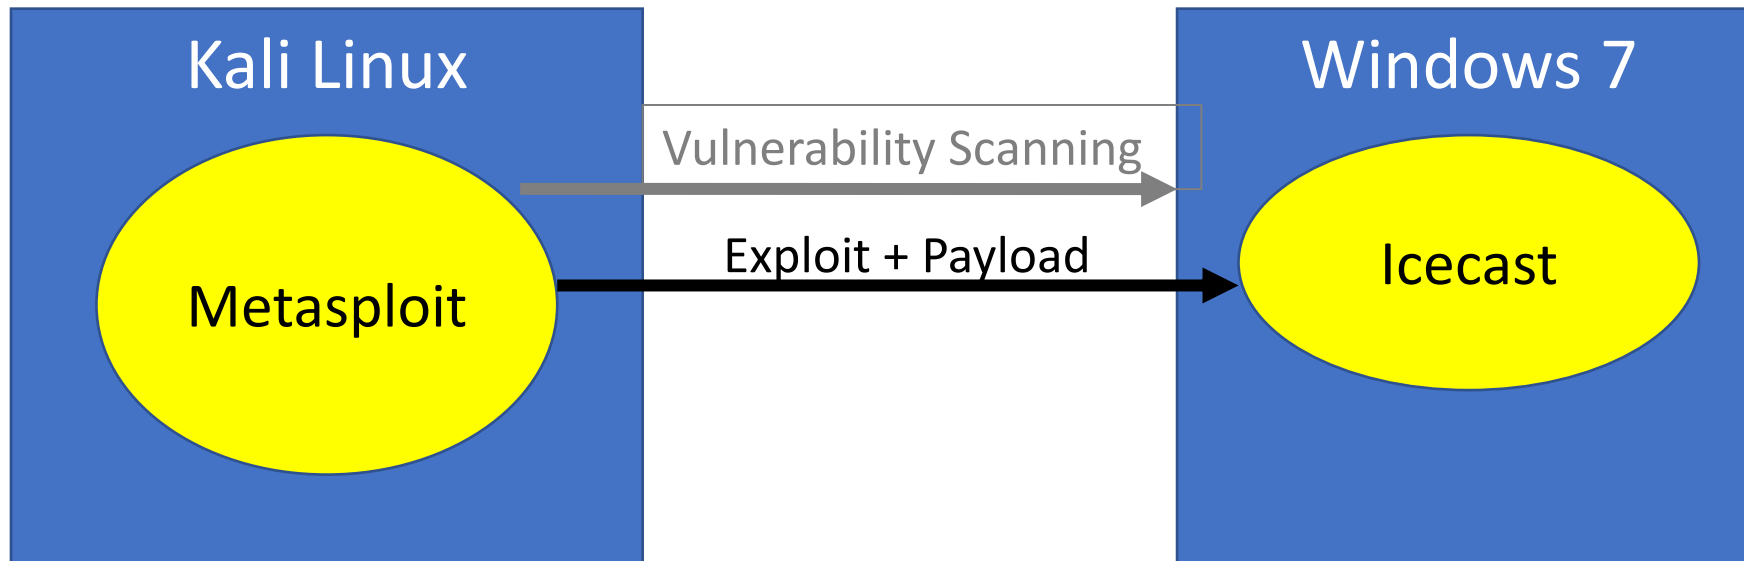 Kali Linux
Windows 7
Vulnerability Scanning
Exploit + Payload
Metasploit
Icecast